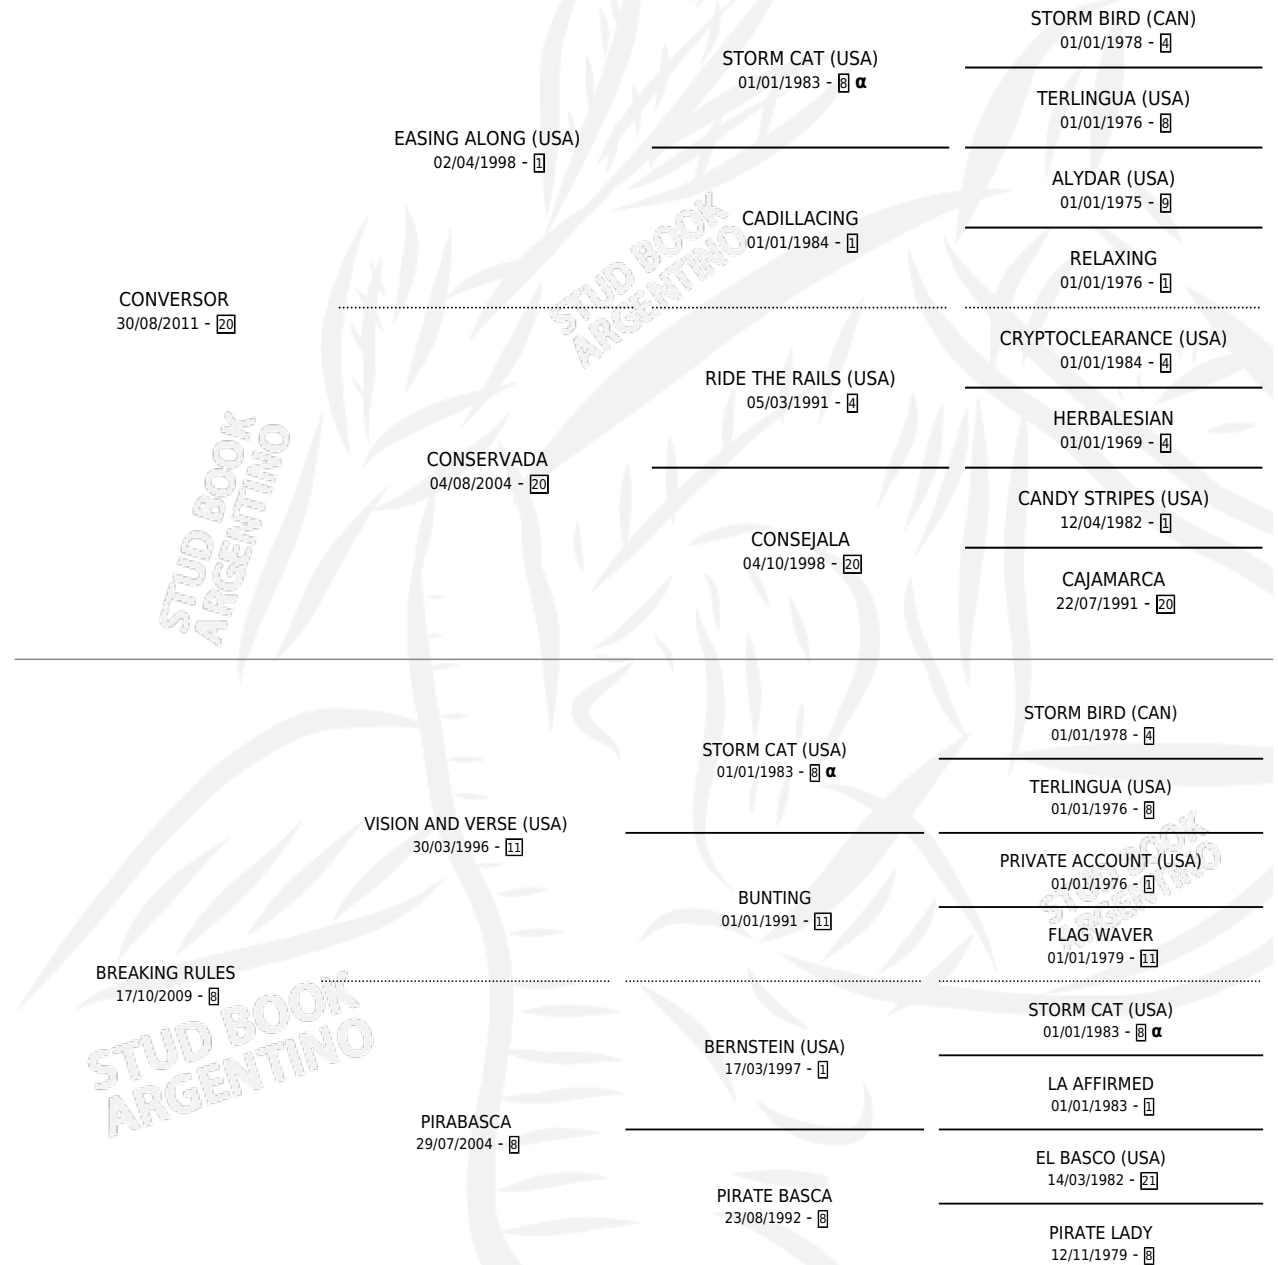 STORM BIRD (CAN)
01/01/1978 - 4
STORM CAT (USA)
01/01/1983 - 8 α
TERLINGUA (USA)
01/01/1976 - 8
EASING ALONG (USA)
02/04/1998 - 1
ALYDAR (USA)
01/01/1975 - 9
CADILLACING
01/01/1984 - 1
RELAXING
01/01/1976 - 1
CONVERSOR
30/08/2011 - 20
CRYPTOCLEARANCE (USA)
01/01/1984 - 4
RIDE THE RAILS (USA)
05/03/1991 - 4
HERBALESIAN
01/01/1969 - 4
CONSERVADA
04/08/2004 - 20
CANDY STRIPES (USA)
12/04/1982 - 1
CONSEJALA
04/10/1998 - 20
CAJAMARCA
22/07/1991 - 20
STORM BIRD (CAN)
01/01/1978 - 4
STORM CAT (USA)
01/01/1983 - 8 α
TERLINGUA (USA)
01/01/1976 - 8
VISION AND VERSE (USA)
30/03/1996 - 11
PRIVATE ACCOUNT (USA)
01/01/1976 - 1
BUNTING
01/01/1991 - 11
FLAG WAVER
01/01/1979 - 11
BREAKING RULES
17/10/2009 - 8
STORM CAT (USA)
01/01/1983 - 8 α
BERNSTEIN (USA)
17/03/1997 - 1
LA AFFIRMED
01/01/1983 - 1
PIRABASCA
29/07/2004 - 8
EL BASCO (USA)
14/03/1982 - 21
PIRATE BASCA
23/08/1992 - 8
PIRATE LADY
12/11/1979 - 8
STUD BOOK
ARGENTINO
STUD BOOK
ARGENTINO
STUD BOOK
ARGENTINO
STUD BOOK
ARGENTINO